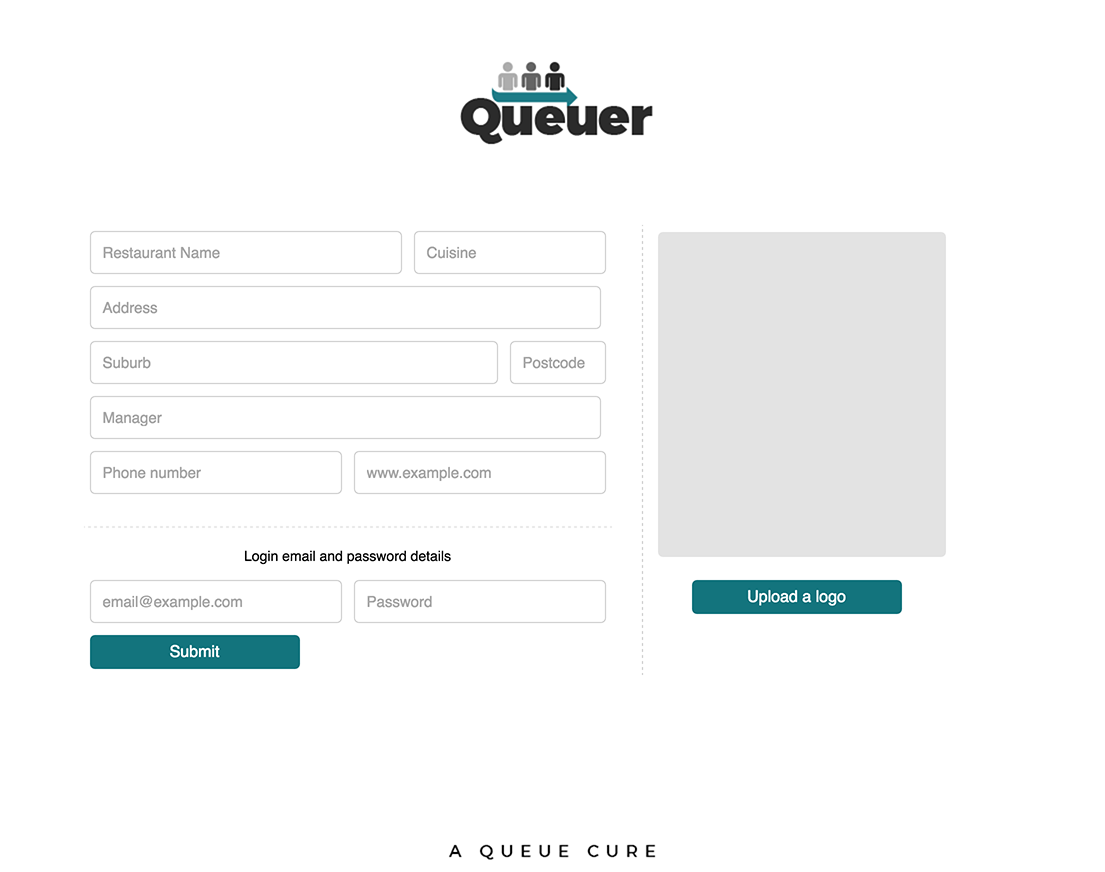 Queuer
Restaurant Name Cuisine
Address
Suburb Postcode
Manager
Phone number www.example.com
Login email and password details
email@example.com Password
Submit
Upload a logo
A QUEUE CURE